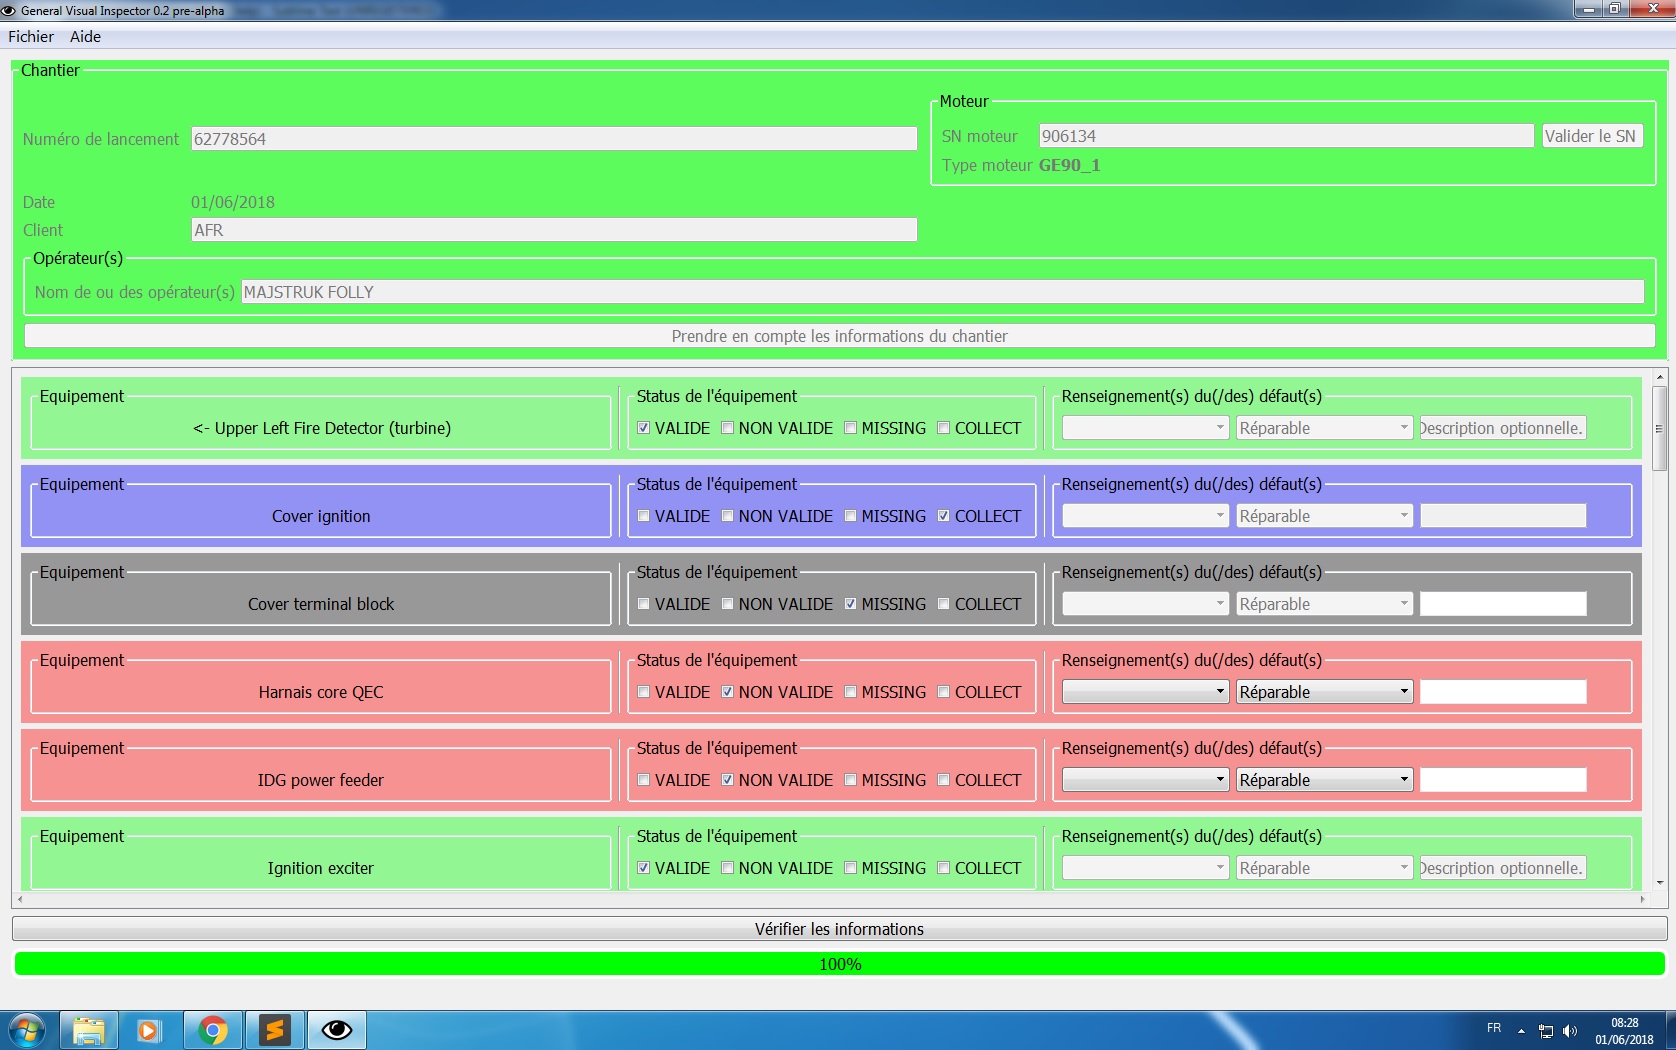 General Visual Inspector 0.2 pre-alpha
Fichier Aide
Chantier
Numéro de lancement 62778564
Moteur
SN moteur 906134 Valider le SN
Type moteur GE90_1
Date 01/06/2018
Client AFR
Opérateur(s)
Nom de ou des opérateur(s) MAJSTRUK FOLLY
Prendre en compte les informations du chantier
Equipement Status de l'équipement Renseignement(s) du(/des) défaut(s)
<- Upper Left Fire Detector (turbine) VALIDE NON VALIDE MISSING COLLECT Réparable Description optionnelle.
Equipement Status de l'équipement Renseignement(s) du(/des) défaut(s)
Cover ignition VALIDE NON VALIDE MISSING COLLECT Réparable
Equipement Status de l'équipement Renseignement(s) du(/des) défaut(s)
Cover terminal block VALIDE NON VALIDE MISSING COLLECT Réparable
Equipement Status de l'équipement Renseignement(s) du(/des) défaut(s)
Harnais core QEC VALIDE NON VALIDE MISSING COLLECT Réparable
Equipement Status de l'équipement Renseignement(s) du(/des) défaut(s)
IDG power feeder VALIDE NON VALIDE MISSING COLLECT Réparable
Equipement Status de l'équipement Renseignement(s) du(/des) défaut(s)
Ignition exciter VALIDE NON VALIDE MISSING COLLECT Réparable Description optionnelle.
Vérifier les informations
100%
FR 08:28
01/06/2018